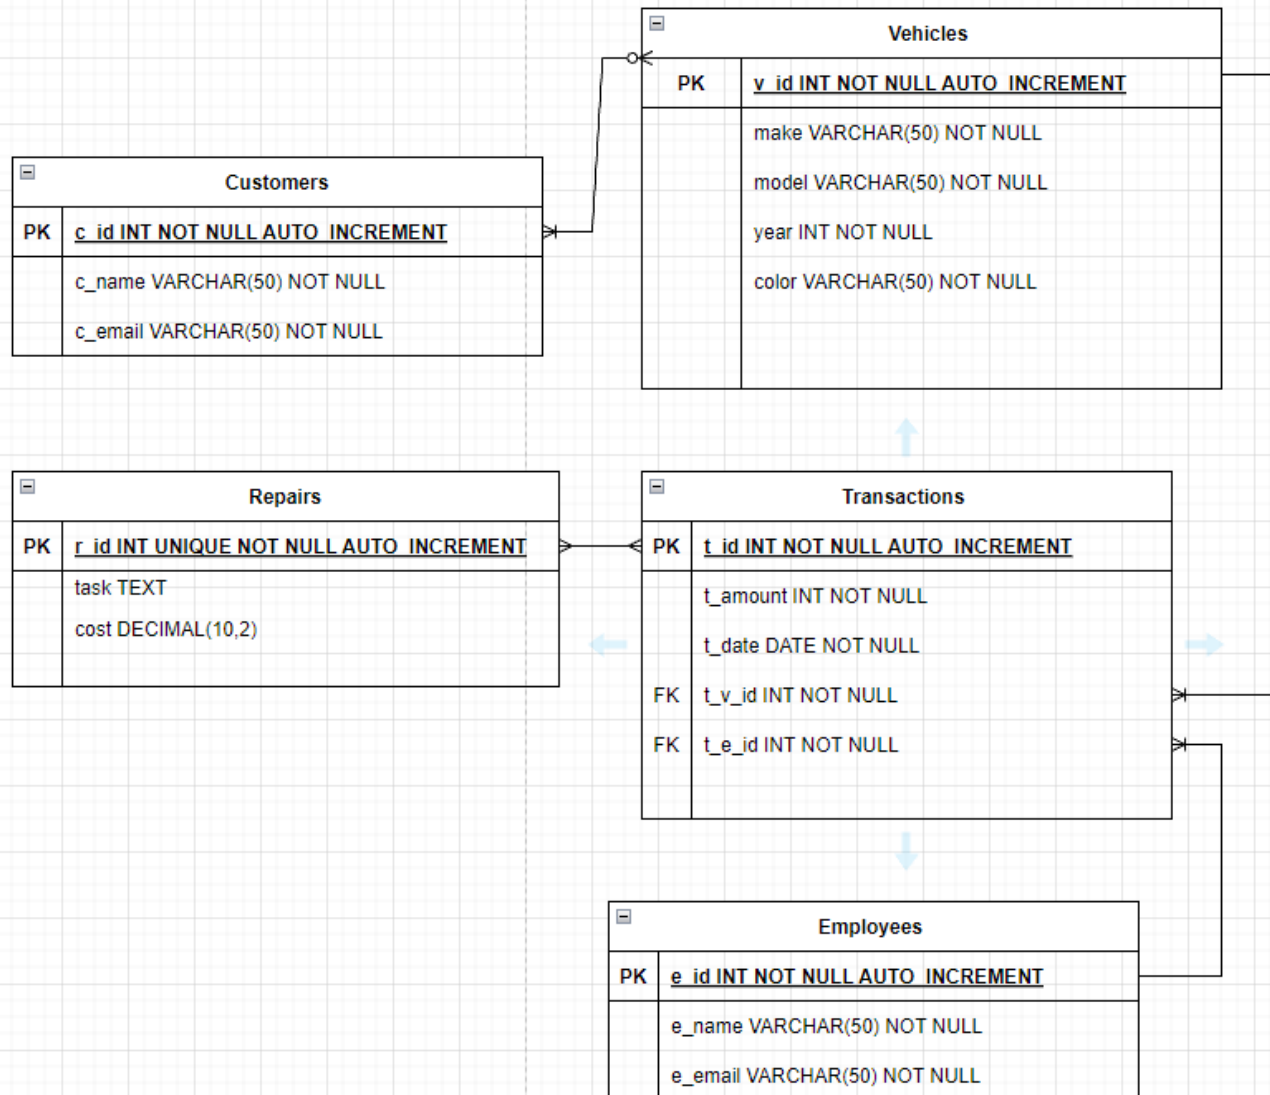 Vehicles
PK v_id INT NOT NULL AUTO_INCREMENT
make VARCHAR(50) NOT NULL
model VARCHAR(50) NOT NULL
year INT NOT NULL
color VARCHAR(50) NOT NULL
Customers
PK c_id INT NOT NULL AUTO_INCREMENT
c_name VARCHAR(50) NOT NULL
c_email VARCHAR(50) NOT NULL
Repairs
PK r_id INT UNIQUE NOT NULL AUTO_INCREMENT
task TEXT
cost DECIMAL(10,2)
Transactions
PK t_id INT NOT NULL AUTO_INCREMENT
t_amount INT NOT NULL
t_date DATE NOT NULL
FK t_v_id INT NOT NULL
FK t_e_id INT NOT NULL
Employees
PK e_id INT NOT NULL AUTO_INCREMENT
e_name VARCHAR(50) NOT NULL
e_email VARCHAR(50) NOT NULL